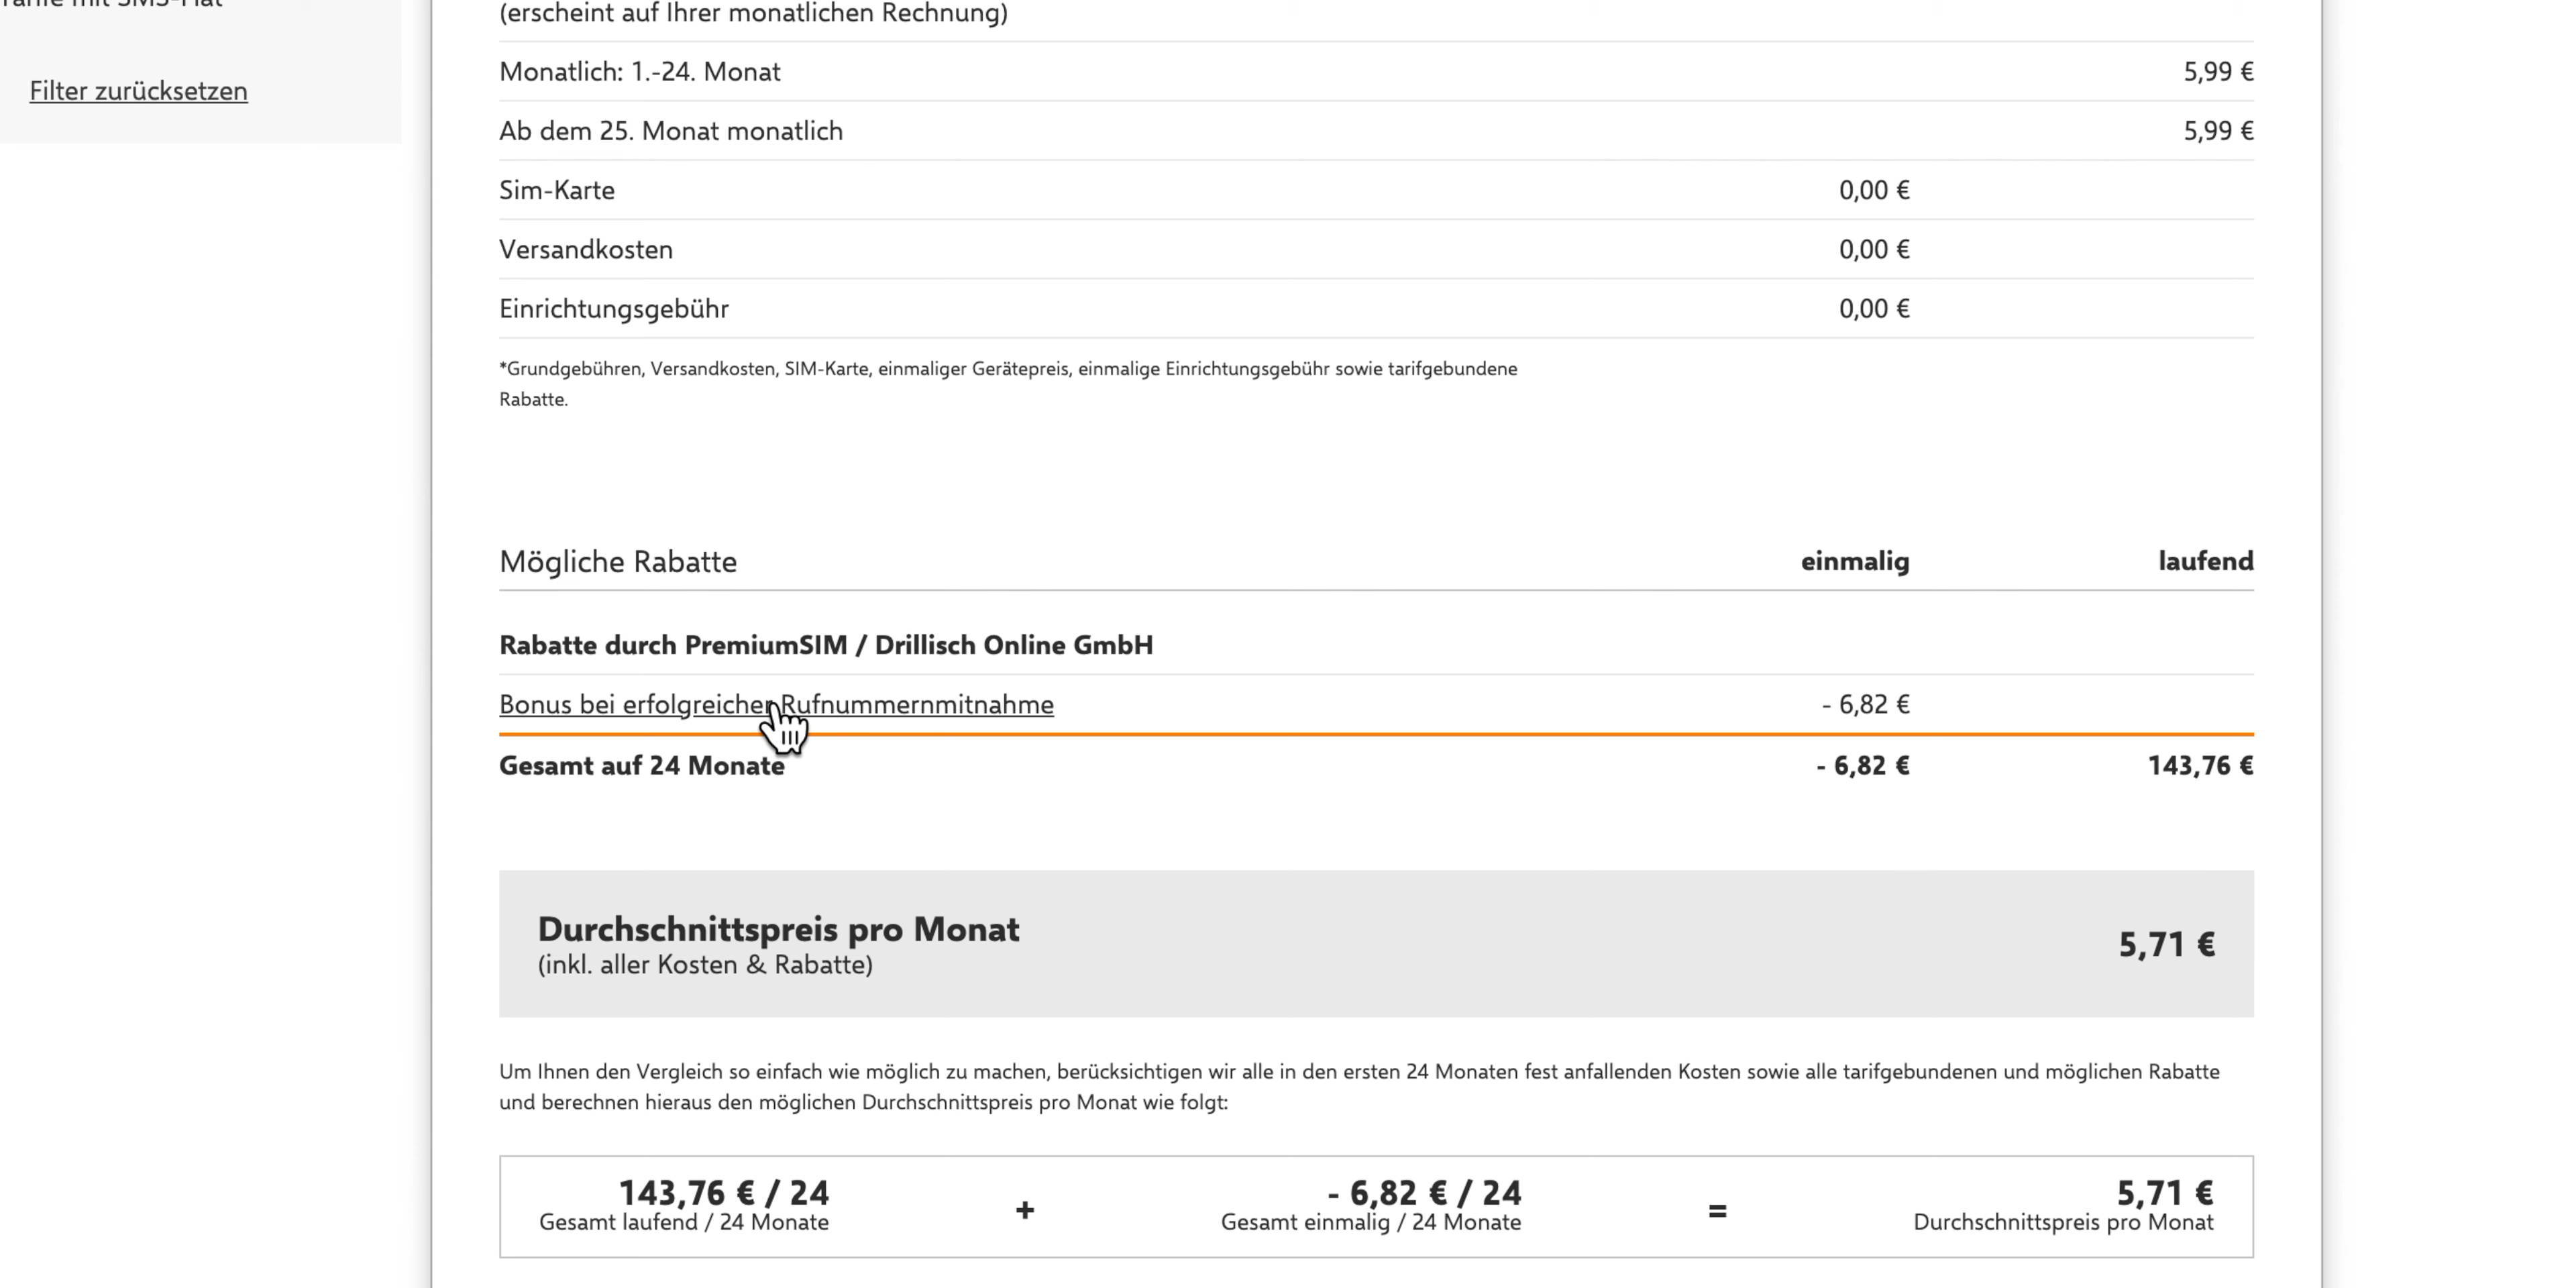 Filter zurücksetzen
(erscheint auf Ihrer monatlichen Rechnung)
Monatlich: 1.-24. Monat 5,99 €
Ab dem 25. Monat monatlich 5,99 €
Sim-Karte 0,00 €
Versandkosten 0,00 €
Einrichtungsgebühr 0,00 €
*Grundgebühren, Versandkosten, SIM-Karte, einmaliger Gerätepreis, einmalige Einrichtungsgebühr sowie tarifgebundene
Rabatte.
Mögliche Rabatte einmalig laufend
Rabatte durch PremiumSIM / Drillisch Online GmbH
Bonus bei erfolgreicher Rufnummernmitnahme - 6,82 €
Gesamt auf 24 Monate - 6,82 € 143,76 €
Durchschnittspreis pro Monat 5,71 €
(inkl. aller Kosten & Rabatte)
Um Ihnen den Vergleich so einfach wie möglich zu machen, berücksichtigen wir alle in den ersten 24 Monaten fest anfallenden Kosten sowie alle tarifgebundenen und möglichen Rabatte
und berechnen hieraus den möglichen Durchschnittspreis pro Monat wie folgt:
143,76 € / 24 + - 6,82 € / 24 = 5,71 €
Gesamt laufend / 24 Monate Gesamt einmalig / 24 Monate Durchschnittspreis pro Monat